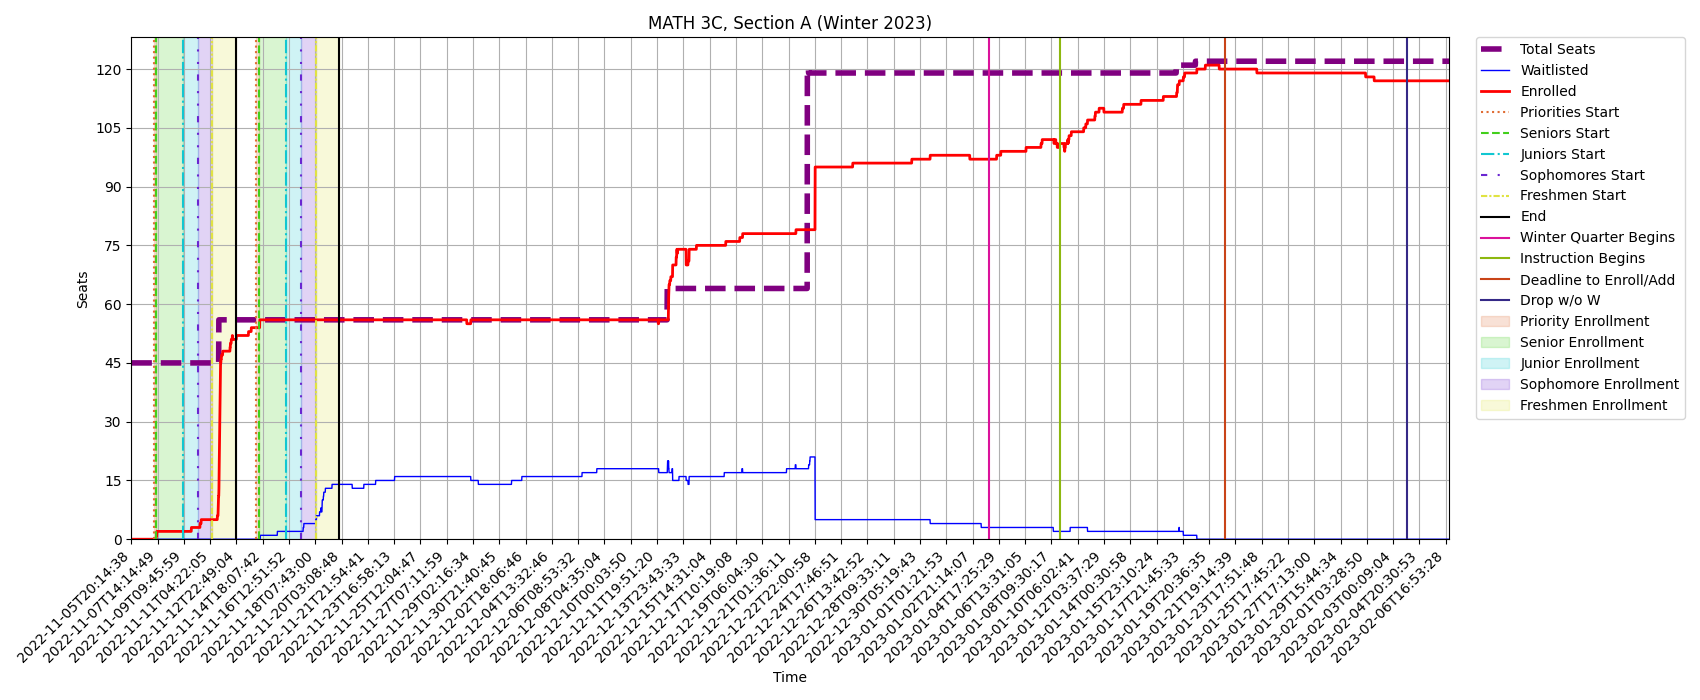 MATH 3C, Section A (Winter 2023)
Seats
120
105
90
75
60
45
30
15
0
2022-11-05T20:14:38
2022-11-07T14:14:49
2022-11-09T09:45:59
2022-11-11T04:22:05
2022-11-12T22:49:04
2022-11-14T18:07:42
2022-11-16T12:51:52
2022-11-18T07:43:00
2022-11-20T03:08:48
2022-11-21T21:54:41
2022-11-23T16:58:13
2022-11-25T12:04:47
2022-11-27T07:11:59
2022-11-29T02:16:34
2022-11-30T21:40:45
2022-12-02T18:06:46
2022-12-04T13:32:46
2022-12-06T08:53:32
2022-12-08T04:35:04
2022-12-10T00:03:50
2022-12-11T19:51:20
2022-12-13T23:43:33
2022-12-15T14:31:04
2022-12-17T10:19:08
2022-12-19T06:04:30
2022-12-21T01:36:11
2022-12-22T22:00:58
2022-12-24T17:46:51
2022-12-26T13:42:52
2022-12-28T09:33:11
2022-12-30T05:19:43
2023-01-01T01:21:53
2023-01-02T21:14:07
2023-01-04T17:25:29
2023-01-06T13:31:05
2023-01-08T09:30:17
2023-01-10T06:02:41
2023-01-12T03:37:29
2023-01-14T00:30:58
2023-01-15T23:10:24
2023-01-17T21:45:33
2023-01-19T20:36:35
2023-01-21T19:14:39
2023-01-23T17:51:48
2023-01-25T17:45:22
2023-01-27T17:13:00
2023-01-29T15:44:34
2023-02-01T03:28:50
2023-02-03T00:09:04
2023-02-04T20:30:53
2023-02-06T16:53:28
Time
Total Seats
Waitlisted
Enrolled
Priorities Start
Seniors Start
Juniors Start
Sophomores Start
Freshmen Start
End
Winter Quarter Begins
Instruction Begins
Deadline to Enroll/Add
Drop w/o W
Priority Enrollment
Senior Enrollment
Junior Enrollment
Sophomore Enrollment
Freshmen Enrollment